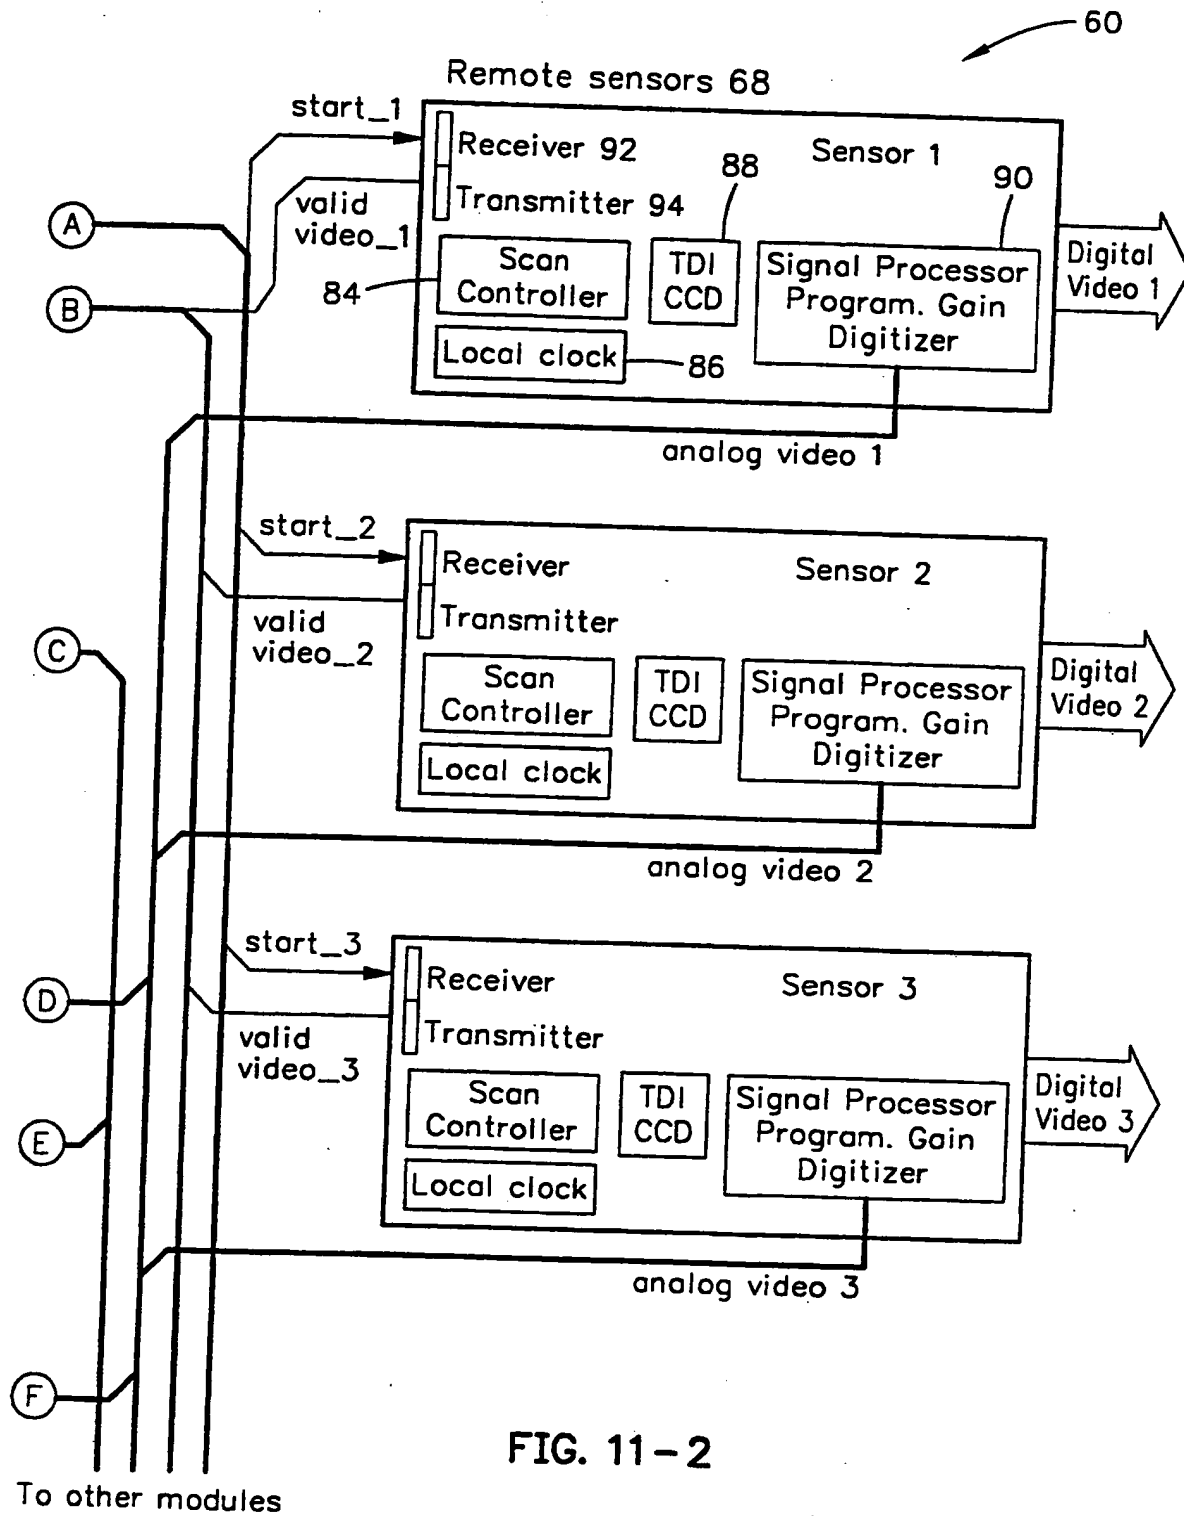 60
Remote sensors 68
start_1
Receiver 92
Sensor 1
88
90
valid
video_1
Transmitter 94
A
Scan
Controller
TDI
CCD
Signal Processor
Program. Gain
Digitizer
Digital
Video 1
84
B
Local clock
86
analog video 1
start_2
Receiver
Sensor 2
valid
video_2
Transmitter
C
Scan
Controller
TDI
CCD
Signal Processor
Program. Gain
Digitizer
Digital
Video 2
Local clock
analog video 2
start_3
Receiver
Sensor 3
D
valid
video_3
Transmitter
Scan
Controller
TDI
CCD
Signal Processor
Program. Gain
Digitizer
Digital
Video 3
E
Local clock
analog video 3
F
FIG. 11-2
To other modules